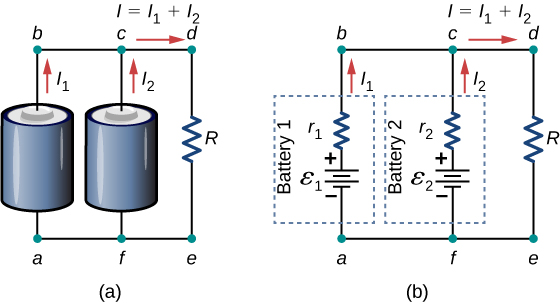 I = I₁ + I₂
b c d
I₁ I₂
R
a f e
(a)
I = I₁ + I₂
b c d
I₁ I₂
Battery 1 r₁ + ε₁ –
Battery 2 r₂ + ε₂ –
R
a f e
(b)